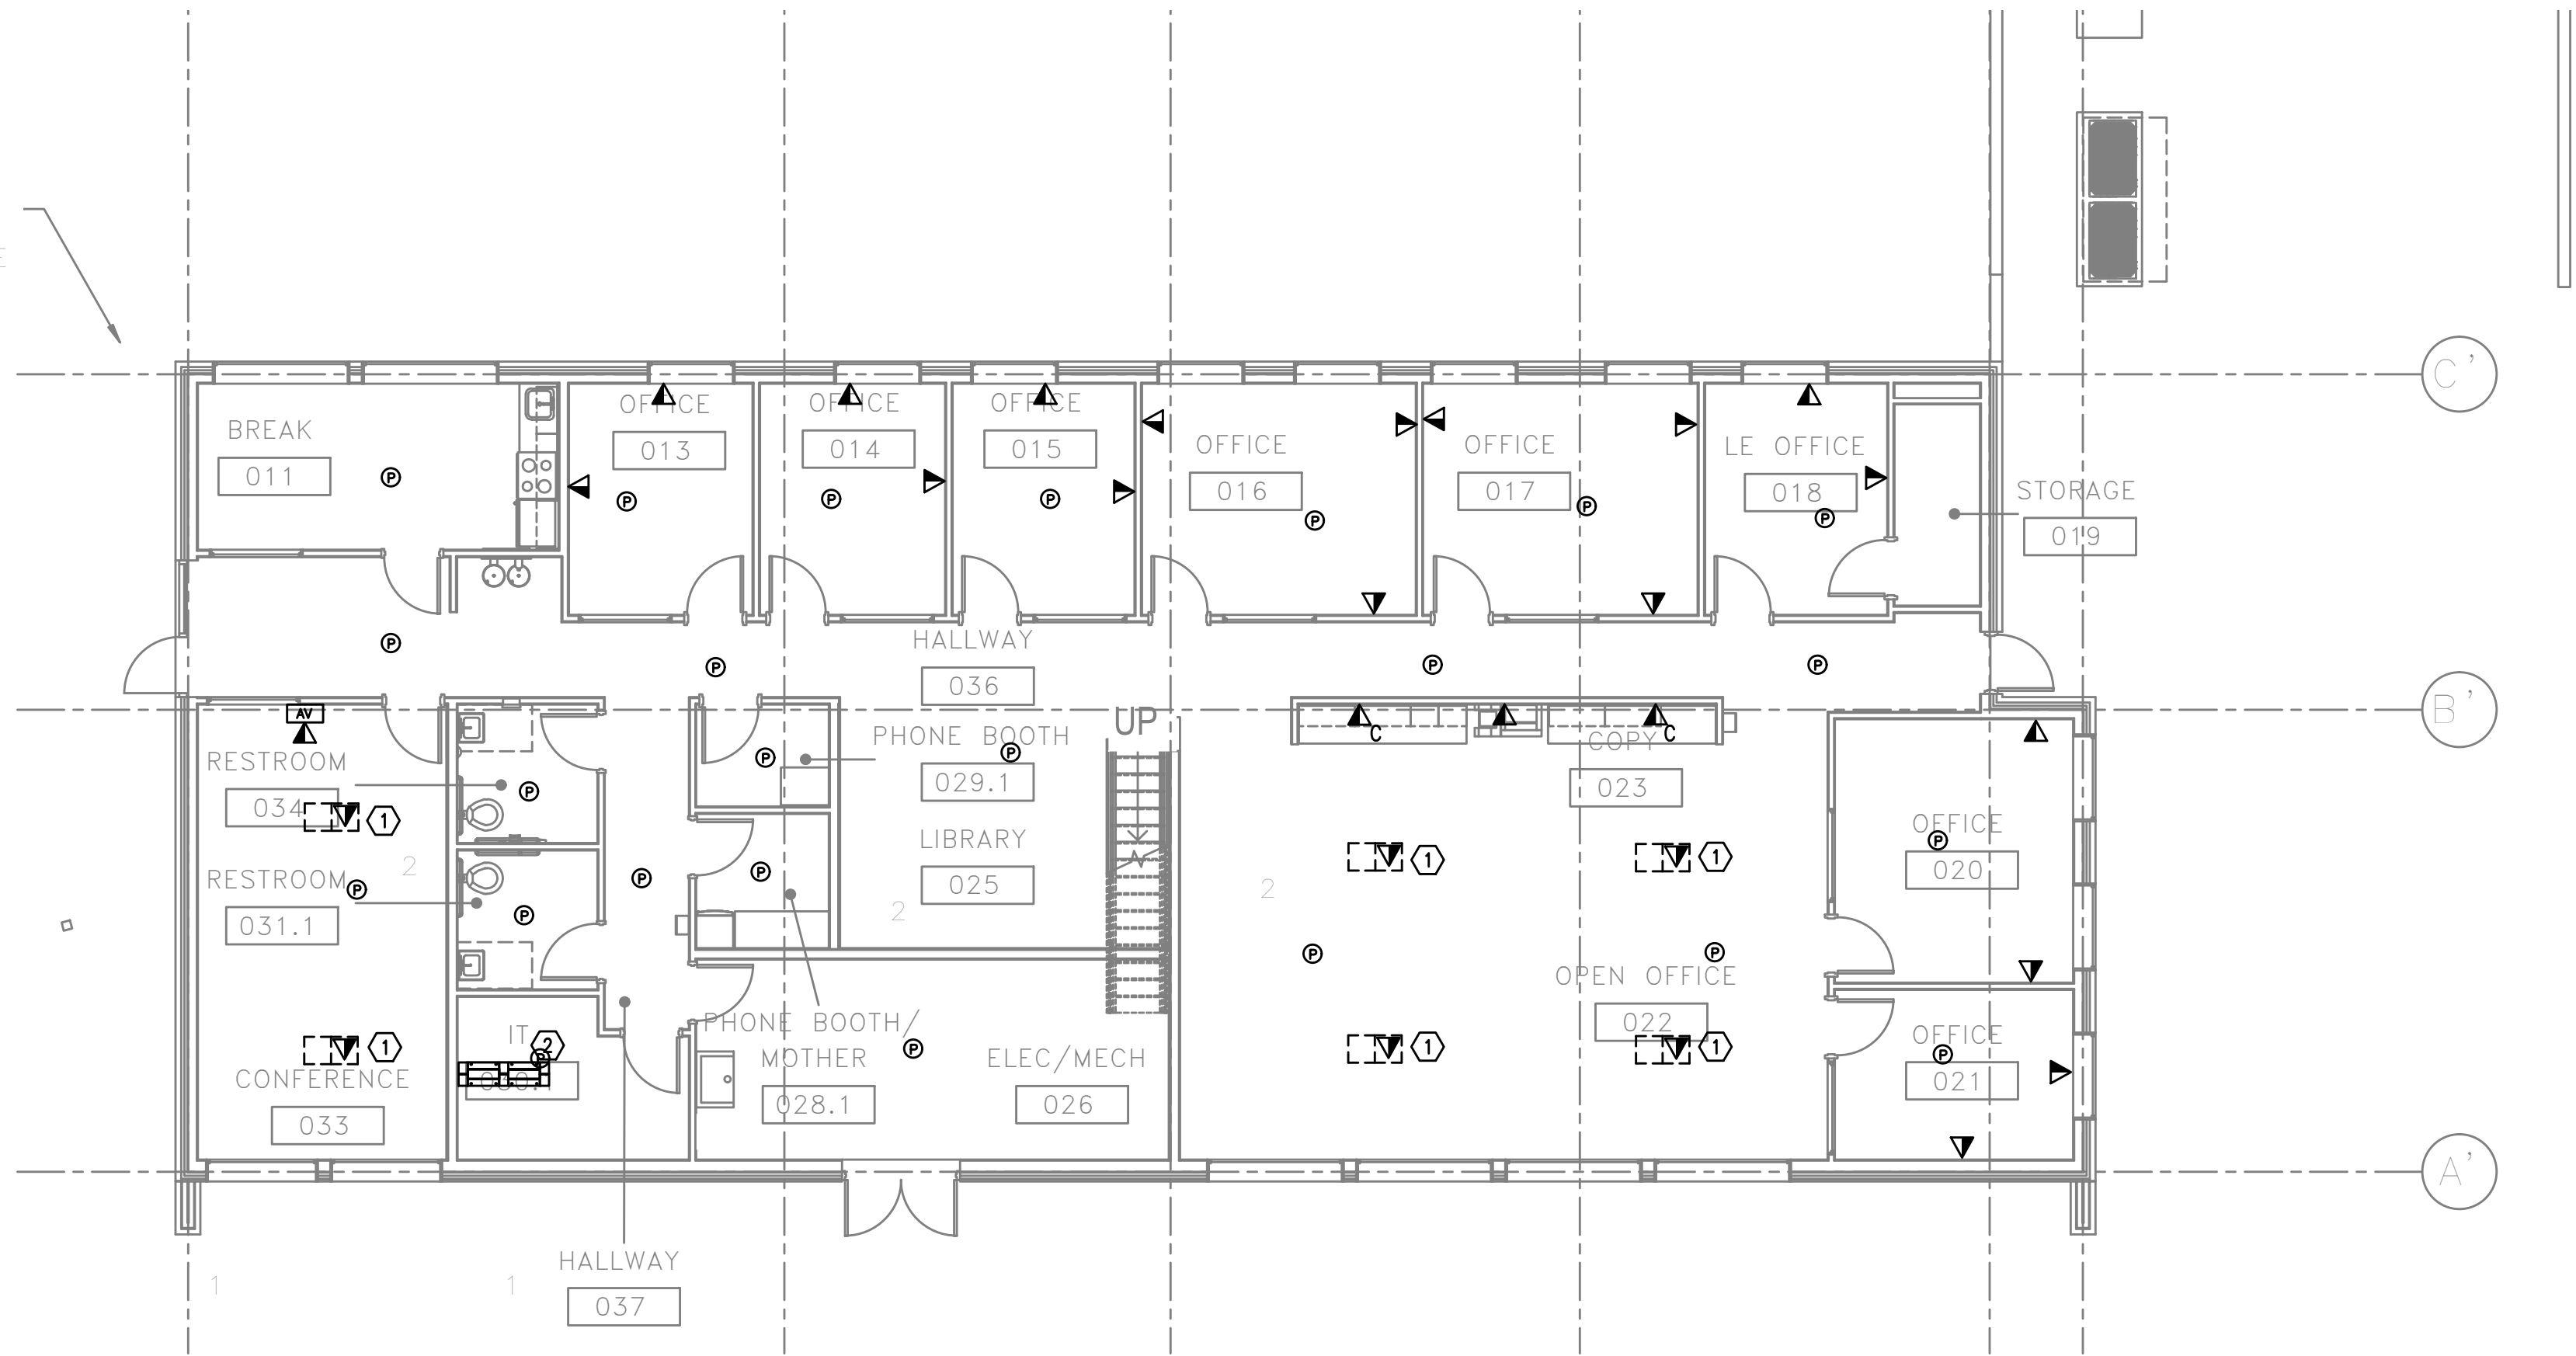 E
C'
BREAK
011
P
OFFICE
013
P
OFFICE
014
P
OFFICE
015
P
OFFICE
016
P
OFFICE
017
P
LE OFFICE
018
P
STORAGE
019
P
P
HALLWAY
036
P
P
B'
AV
RESTROOM
034
P
1
2
RESTROOM
031.1
P
P
P
P
P
PHONE BOOTH
029.1
P
LIBRARY
025
2
UP
2
C
C
COPY
023
1
1
OFFICE
020
P
P
P
OPEN OFFICE
022
1
1
OFFICE
021
P
1
CONFERENCE
033
IT
2
P
PHONE BOOTH/
MOTHER
028.1
P
ELEC/MECH
026
A'
1
1
HALLWAY
037